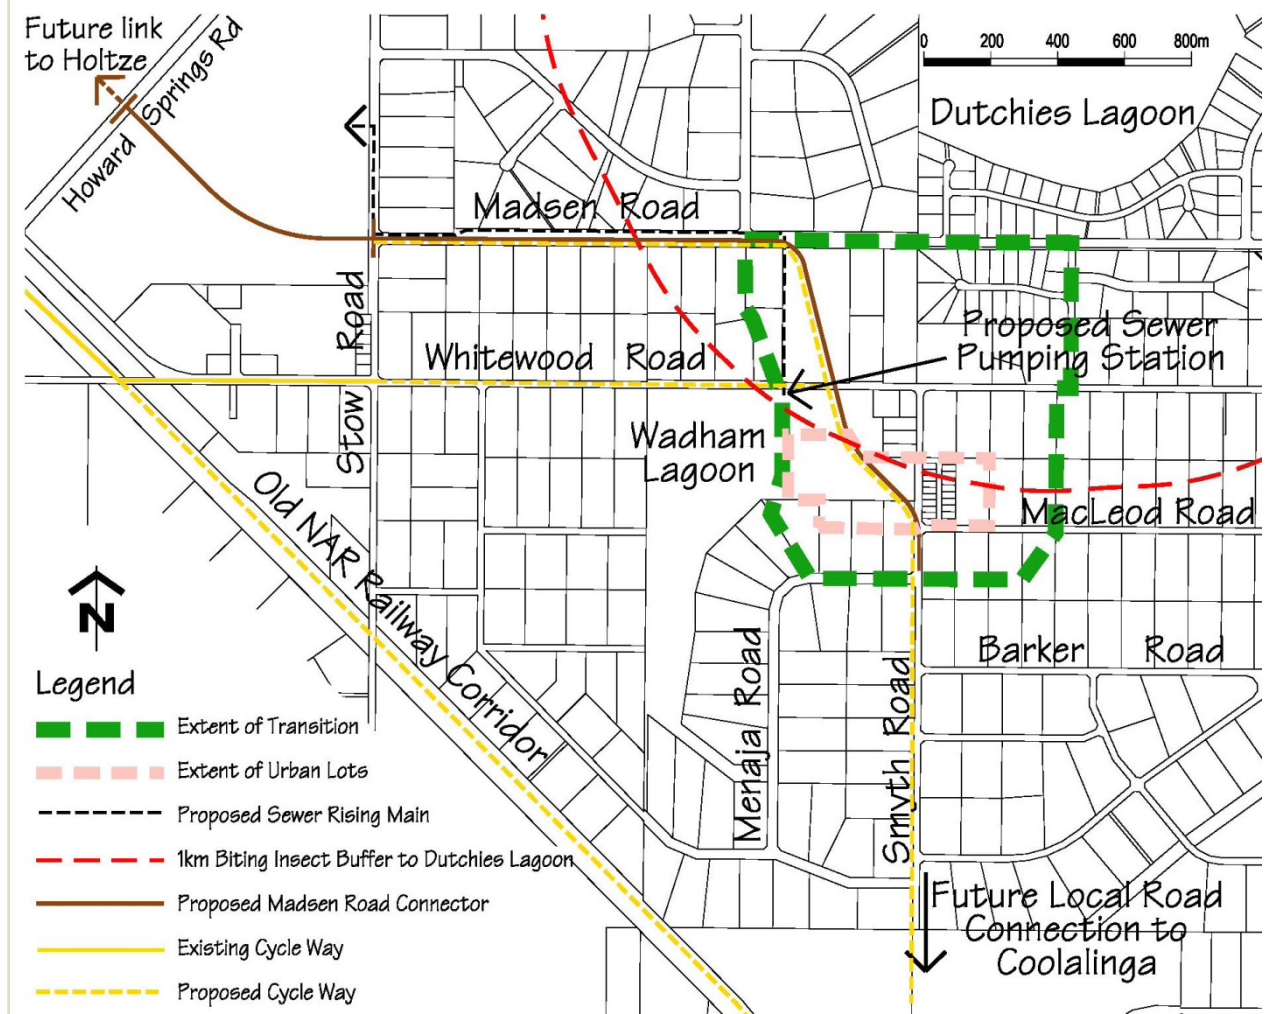 Future link
to Holtze
Howard Springs Rd
0 200 400 600 800m
Dutchies Lagoon
Madsen Road
Stow Road
Whitewood Road
Proposed Sewer
Pumping Station
Wadham
Lagoon
MacLeod Road
Old NAR Railway Corridor
N
Menajal Road
Smyth Road
Barker Road
Future Local Road
Connection to
Coolalinga
Legend
Extent of Transition
Extent of Urban Lots
Proposed Sewer Rising Main
1km Biting Insect Buffer to Dutchies Lagoon
Proposed Madsen Road Connector
Existing Cycle Way
Proposed Cycle Way